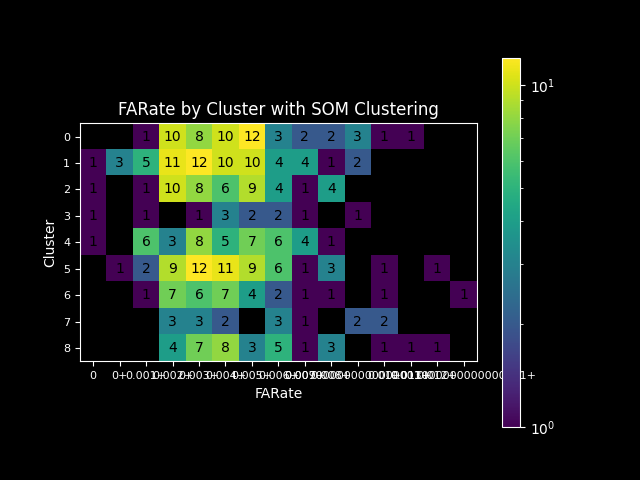 FARate by Cluster with SOM Clustering
10¹
0 1 10 8 10 12 3 2 2 3 1 1
1 1 3 5 11 12 10 10 4 4 1 2
2 1 1 10 8 6 9 4 1 4
3 1 1 1 3 2 2 1 1
4 1 6 3 8 5 7 6 4 1
5 1 2 9 12 11 9 6 1 3 1 1
6 1 7 6 7 4 2 1 1 1 1
7 3 3 2 3 1 2 2
8 4 7 8 3 5 1 3 1 1 1
Cluster
0 0+
FARate
10⁰